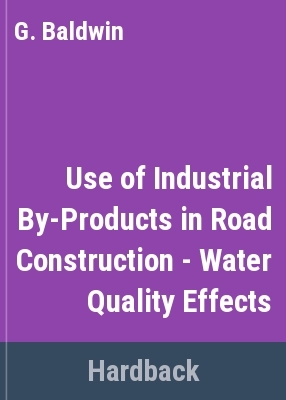 G. Baldwin
Use of Industrial
By-Products in Road
Construction - Water
Quality Effects
Hardback